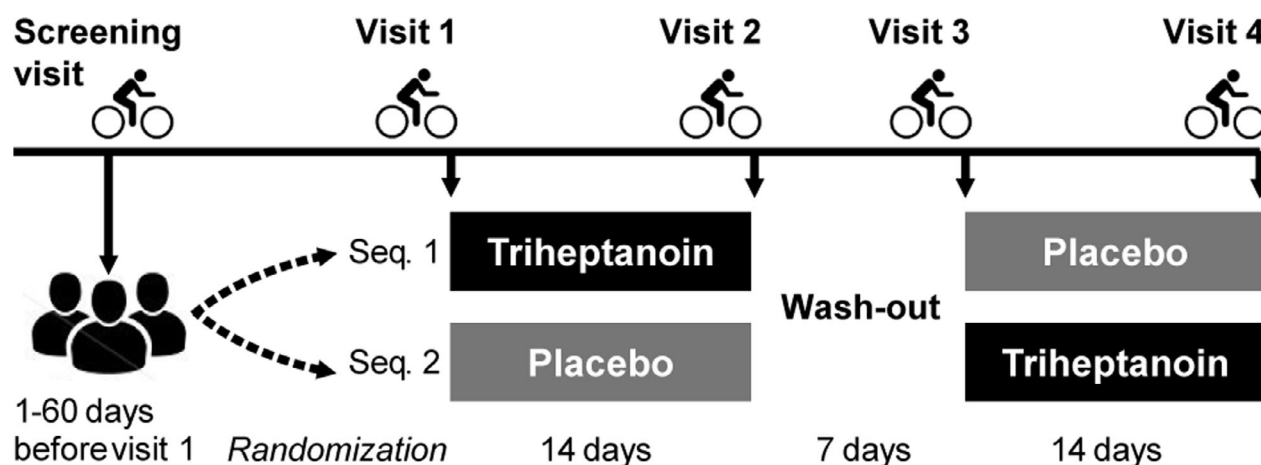 Screening visit
Visit 1
Visit 2
Visit 3
Visit 4
Seq. 1
Triheptanoin
Placebo
Wash-out
Seq. 2
Placebo
Triheptanoin
1-60 days
before visit 1
Randomization
14 days
7 days
14 days